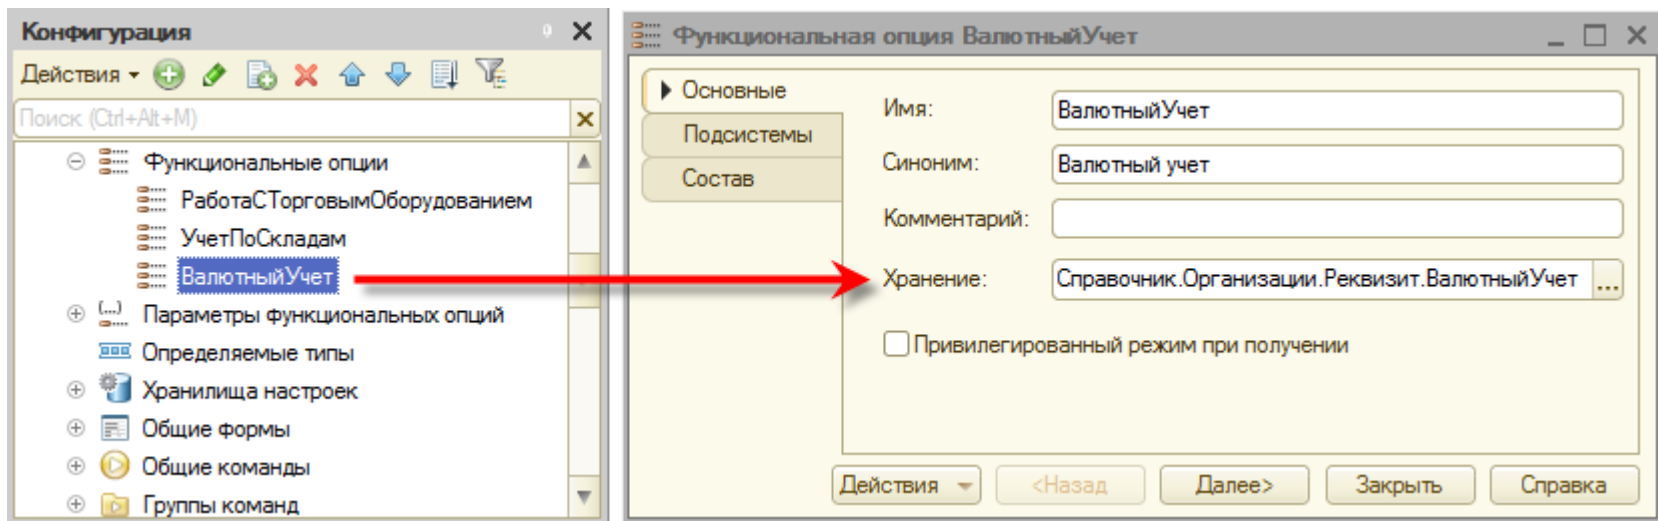 Конфигурация
Действия
Поиск (Ctrl+Alt+M)
Функциональные опции
РаботаСТорговымОборудованием
УчетПоСкладам
ВалютныйУчет
Параметры функциональных опций
Определяемые типы
Хранилища настроек
Общие формы
Общие команды
Группы команд
Функциональная опция ВалютныйУчет
Основные
Подсистемы
Состав
Имя: ВалютныйУчет
Синоним: Валютный учет
Комментарий:
Хранение: Справочник.Организации.Реквизит.ВалютныйУчет ...
Привилегированный режим при получении
Действия <Назад Далее> Закрыть Справка